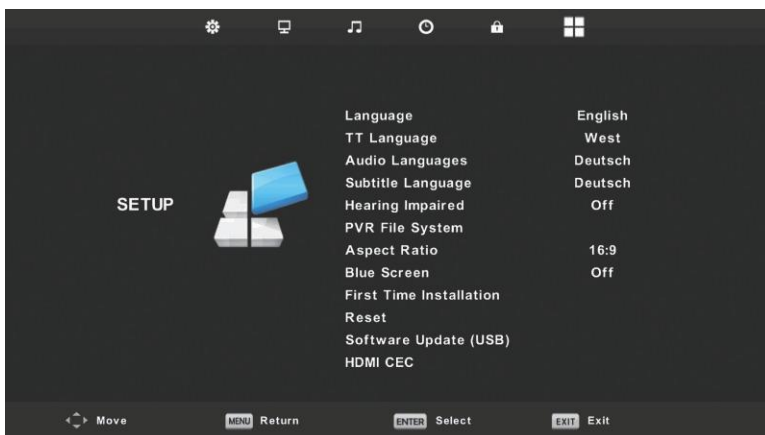 Language English
TT Language West
Audio Languages Deutsch
Subtitle Language Deutsch
SETUP
Hearing Impaired Off
PVR File System
Aspect Ratio 16:9
Blue Screen Off
First Time Installation
Reset
Software Update (USB)
HDMI CEC
Move MENU Return ENTER Select EXIT Exit